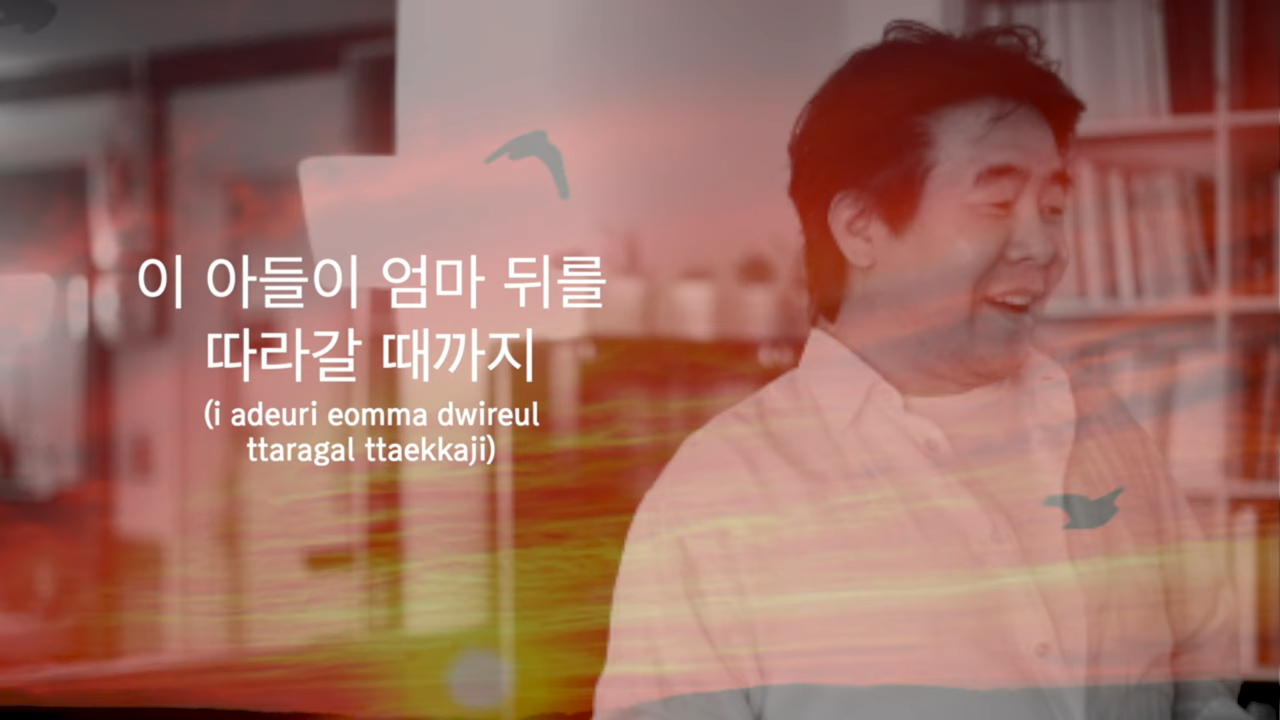 이 아들이 엄마 뒤를
따라갈 때까지
(i adeuri eomma dwireul
ttaragal ttaekkaji)